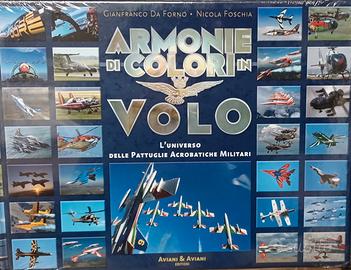 Gianfranco Da Forno • Nicola Foschia
ARMONIE
DI COLORI IN
VOLO
L'universo
delle Pattuglie Acrobatiche Militari
Aviani & Aviani
editori